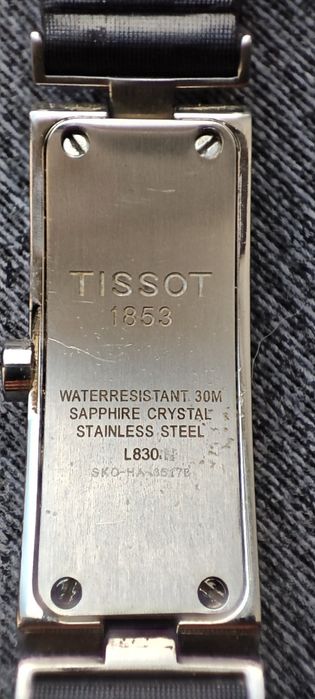 TISSOT
1853
WATERRESISTANT 30M
SAPPHIRE CRYSTAL
STAINLESS STEEL
L830